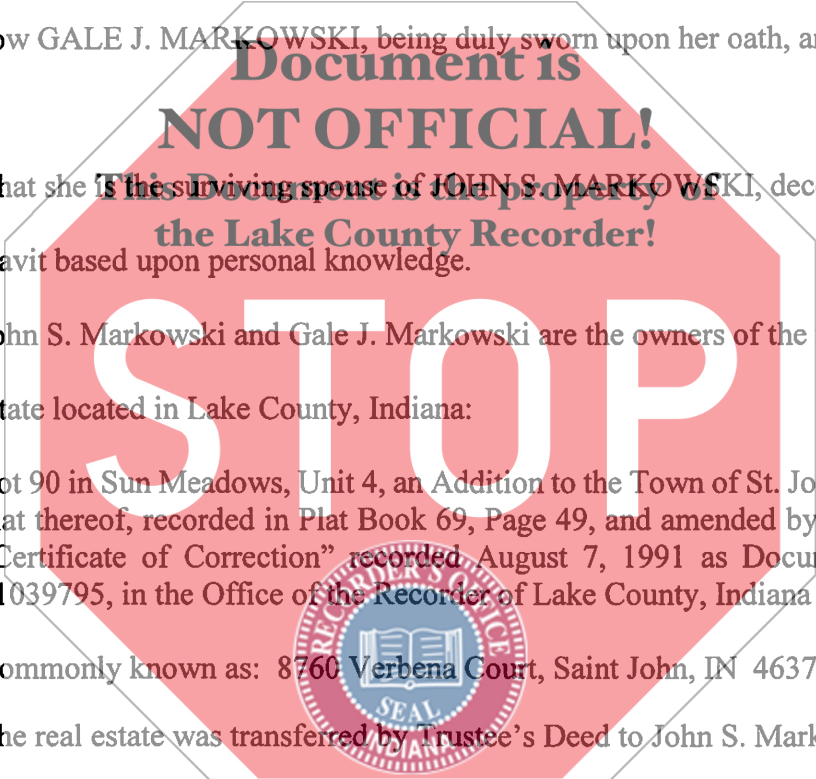 ow GALE J. MARKOWSKI, being duly sworn upon her oath, an
Document is
NOT OFFICIAL!
hat she is the surviving spouse of JOHN S. MARKOWSKI, dec
This Document is the property of
the Lake County Recorder!
avit based upon personal knowledge.
ohn S. Markowski and Gale J. Markowski are the owners of the
STOP
tate located in Lake County, Indiana:
ot 90 in Sun Meadows, Unit 4, an Addition to the Town of St. Jo
at thereof, recorded in Plat Book 69, Page 49, and amended by
Certificate of Correction” recorded August 7, 1991 as Docu
1039795, in the Office of the Recorder of Lake County, Indiana
RECORDER'S OFFICE
ommonly known as: 8760 Verbena Court, Saint John, IN 4637
SEAL
INDIANA
he real estate was transferred by Trustee’s Deed to John S. Mark